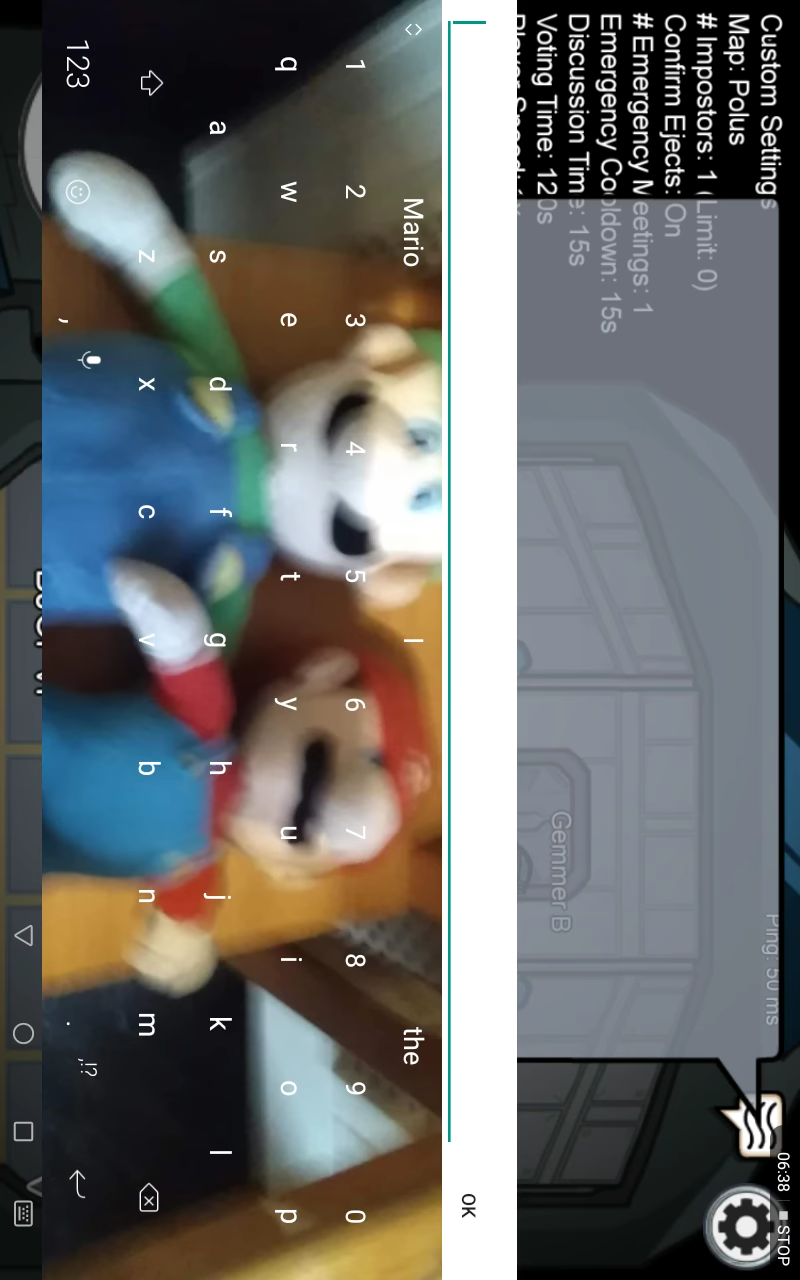 Custom Settings
Map: Polus
# Impostors: 1 (Limit: 0)
Confirm Ejects: On
# Emergency Meetings: 1
Emergency Cooldown: 15s
Discussion Time: 15s
Voting Time: 120s
Ping: 50 ms
06:38
STOP
Gemmer B
OK
Mario
I
the
1 2 3 4 5 6 7 8 9 0
q w e r t y u i o p
a s d f g h j k l
z x c v b n m
123 , . ,!?